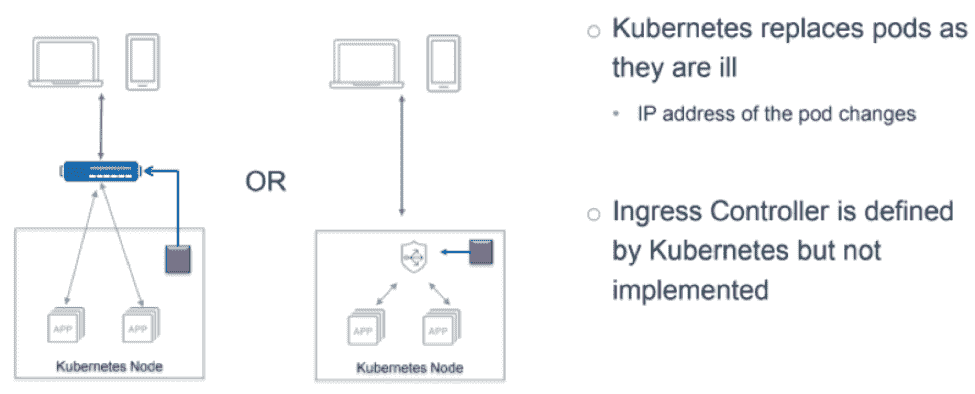 Kubernetes replaces pods as
they are ill
IP address of the pod changes
OR
Ingress Controller is defined
by Kubernetes but not
implemented
APP
APP
Kubernetes Node
APP
APP
Kubernetes Node